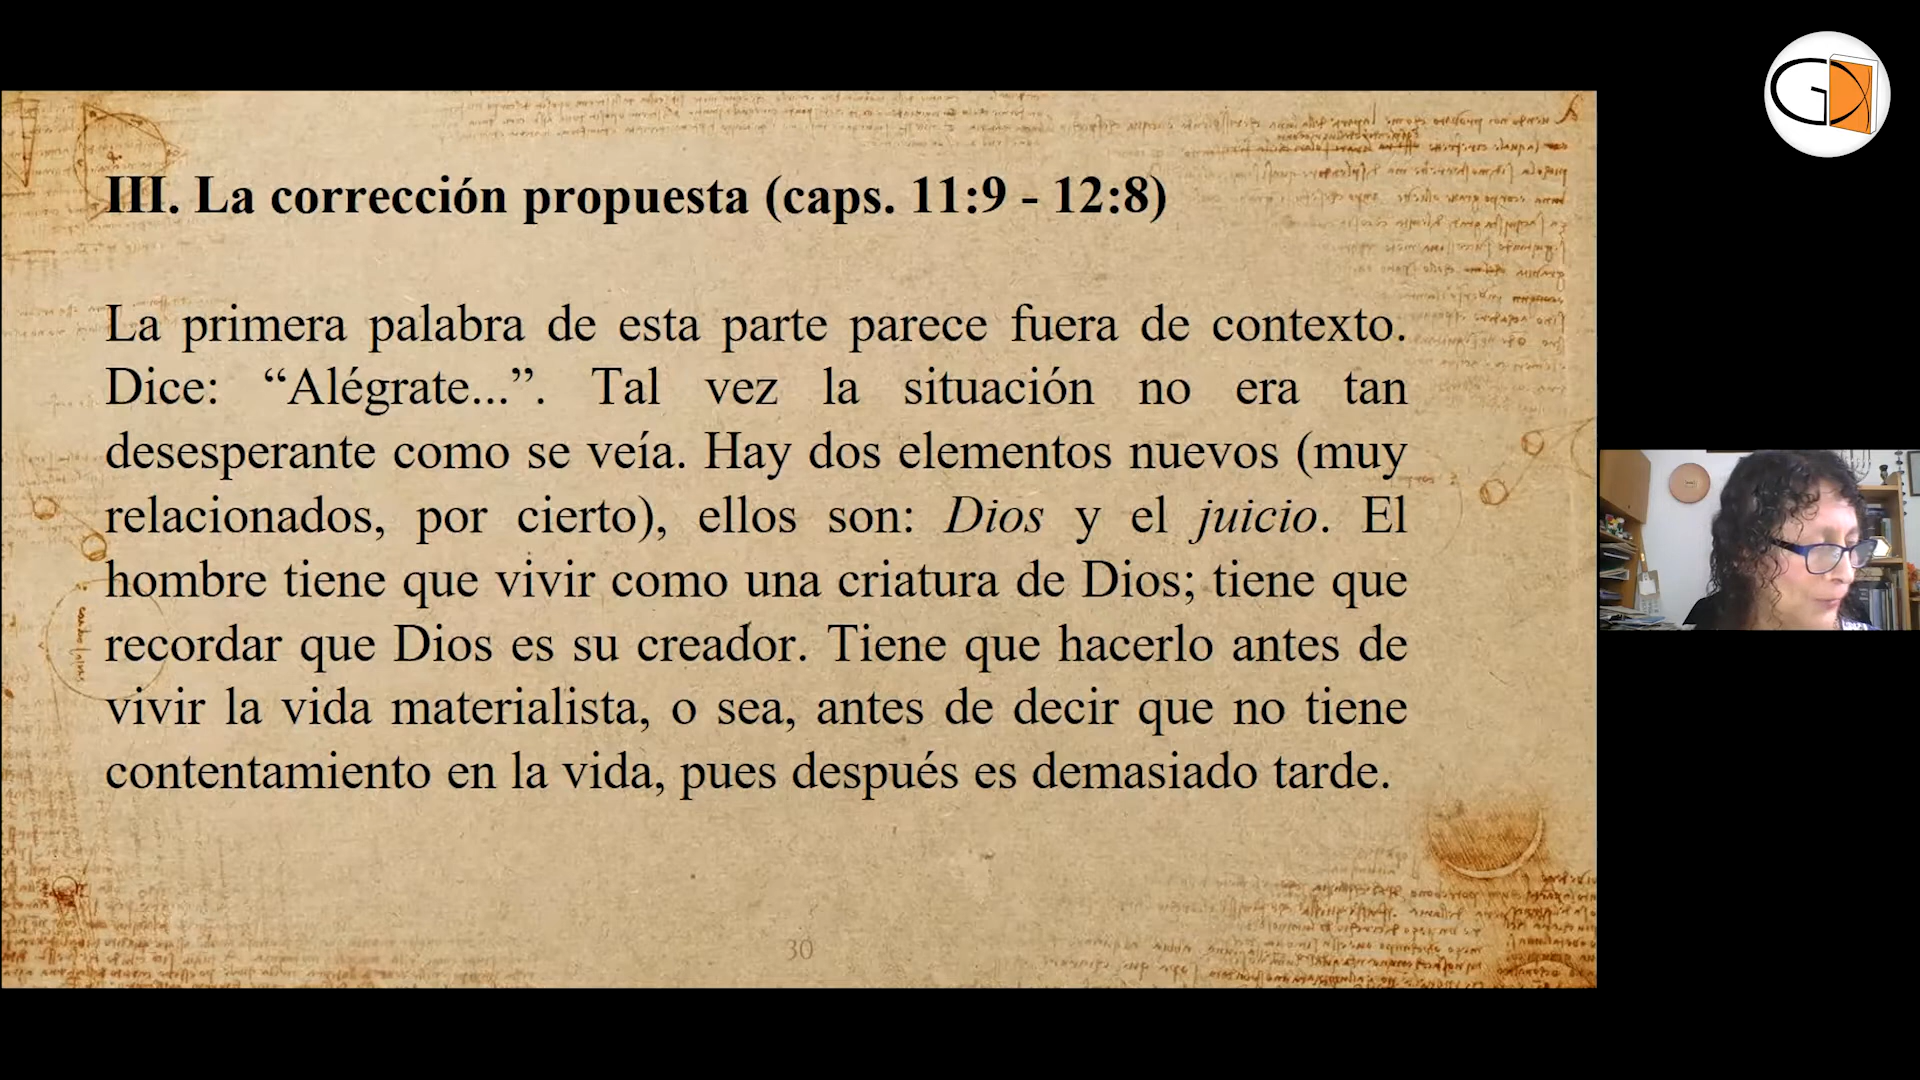 III. La corrección propuesta (caps. 11:9 - 12:8)
La primera palabra de esta parte parece fuera de contexto.
Dice: “Alégrate...”. Tal vez la situación no era tan
desesperante como se veía. Hay dos elementos nuevos (muy
relacionados, por cierto), ellos son: Dios y el juicio. El
hombre tiene que vivir como una criatura de Dios; tiene que
recordar que Dios es su creador. Tiene que hacerlo antes de
vivir la vida materialista, o sea, antes de decir que no tiene
contentamiento en la vida, pues después es demasiado tarde.
30